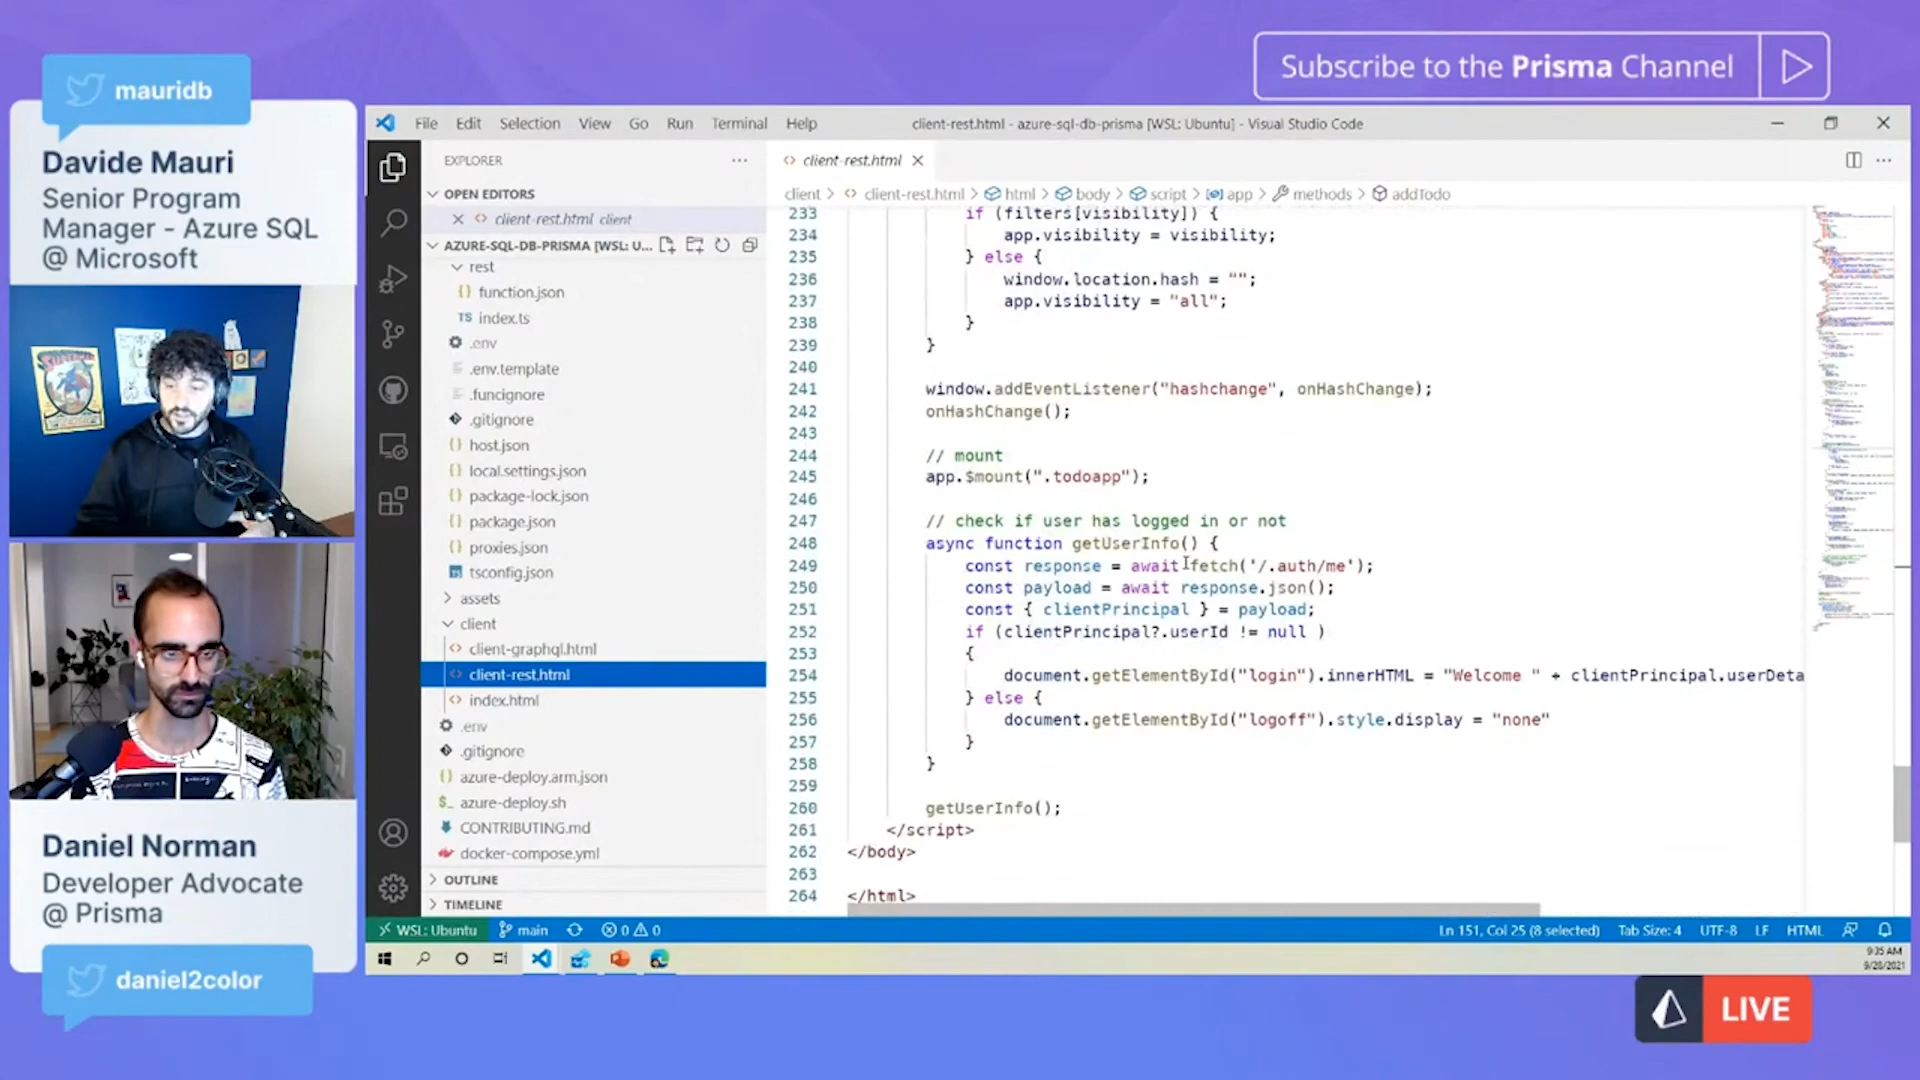 mauridb
Davide Mauri
Senior Program
Manager - Azure SQL
@ Microsoft
SUPERMAN
Daniel Norman
Developer Advocate
@ Prisma
daniel2color
Subscribe to the Prisma Channel
File Edit Selection View Go Run Terminal Help
client-rest.html - azure-sql-db-prisma [WSL: Ubuntu] - Visual Studio Code
EXPLORER
OPEN EDITORS
client-rest.html client
AZURE-SQL-DB-PRISMA [WSL: U...
rest
function.json
TS index.ts
.env
.env.template
.funcignore
.gitignore
host.json
local.settings.json
package-lock.json
package.json
proxies.json
tsconfig.json
assets
client
client-graphql.html
client-rest.html
index.html
.env
.gitignore
azure-deploy.arm.json
azure-deploy.sh
CONTRIBUTING.md
docker-compose.yml
OUTLINE
TIMELINE
client-rest.html
client > client-rest.html > html > body > script > app > methods > addTodo
233 if (filters[visibility]) {
234 app.visibility = visibility;
235 } else {
236 window.location.hash = "";
237 app.visibility = "all";
238 }
239 }
240
241 window.addEventListener("hashchange", onHashChange);
242 onHashChange();
243
244 // mount
245 app.$mount(".todoapp");
246
247 // check if user has logged in or not
248 async function getUserInfo() {
249 const response = await fetch('/.auth/me');
250 const payload = await response.json();
251 const { clientPrincipal } = payload;
252 if (clientPrincipal?.userId != null )
253 {
254 document.getElementById("login").innerHTML = "Welcome " + clientPrincipal.userDeta
255 } else {
256 document.getElementById("logoff").style.display = "none"
257 }
258 }
259
260 getUserInfo();
261 </script>
262 </body>
263
264 </html>
WSL: Ubuntu main 0 0 Ln 151, Col 25 (8 selected) Tab Size: 4 UTF-8 LF HTML
9:35 AM
9/28/2021
LIVE